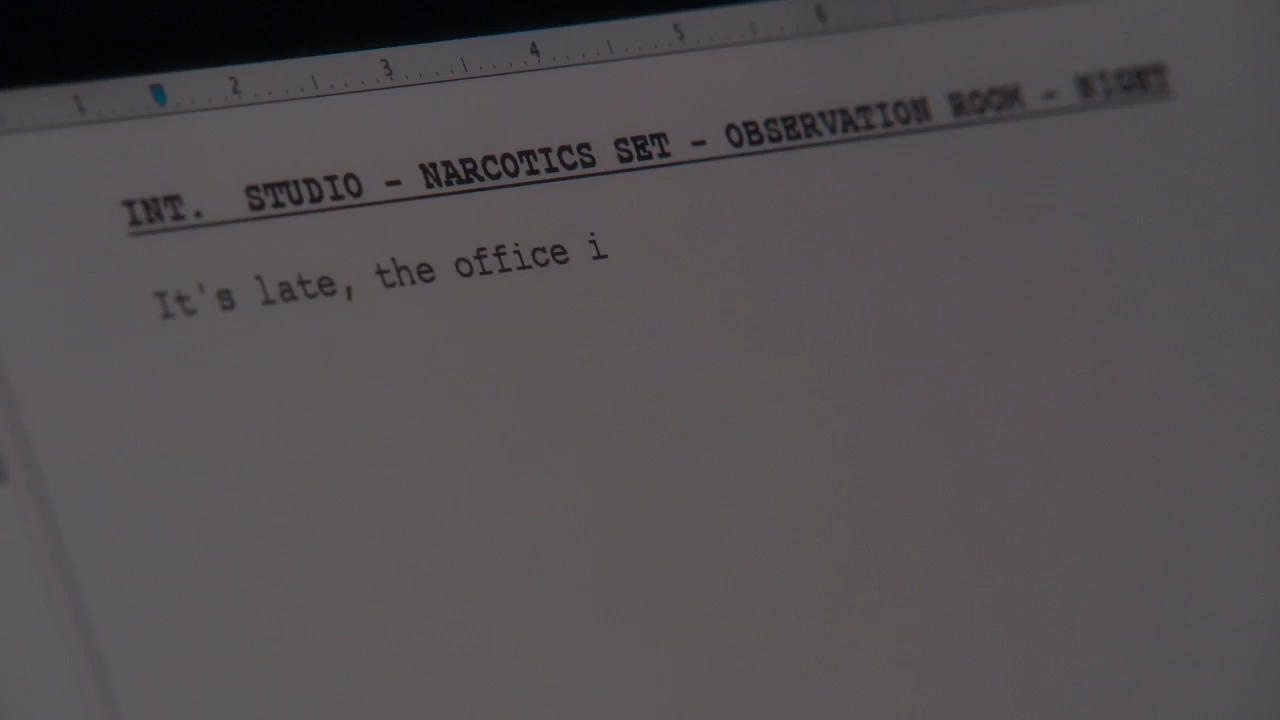 1 2 3 4 5 6
INT. STUDIO - NARCOTICS SET - OBSERVATION ROOM - NIGHT
It's late, the office i